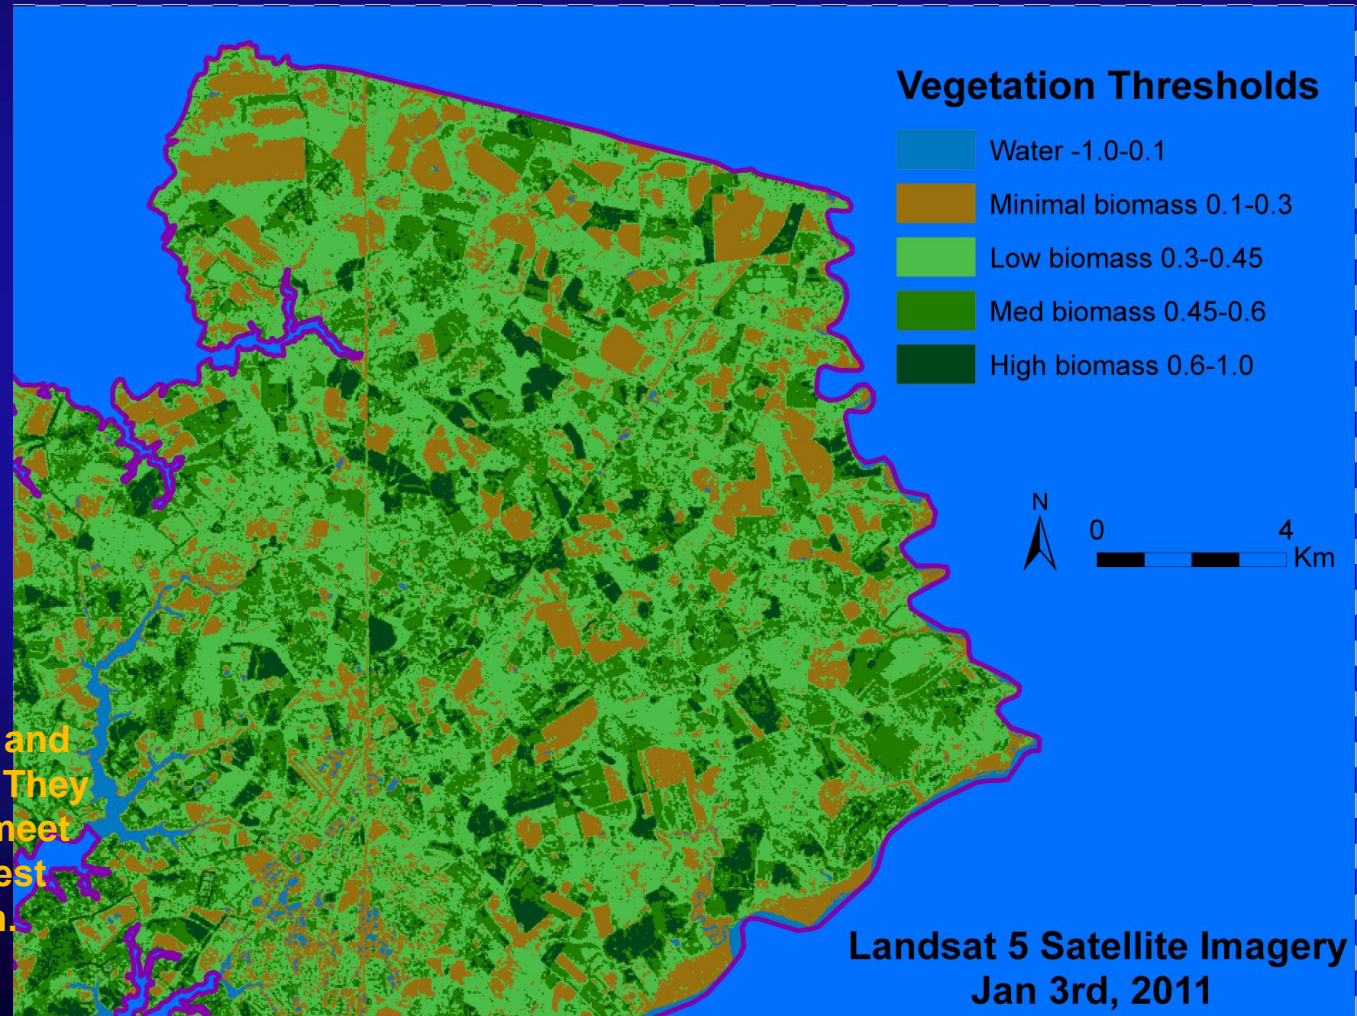 Vegetation Thresholds
Water -1.0-0.1
Minimal biomass 0.1-0.3
Low biomass 0.3-0.45
Med biomass 0.45-0.6
High biomass 0.6-1.0
N
0 4
Km
and
They
meet
Landsat 5 Satellite Imagery
Jan 3rd, 2011